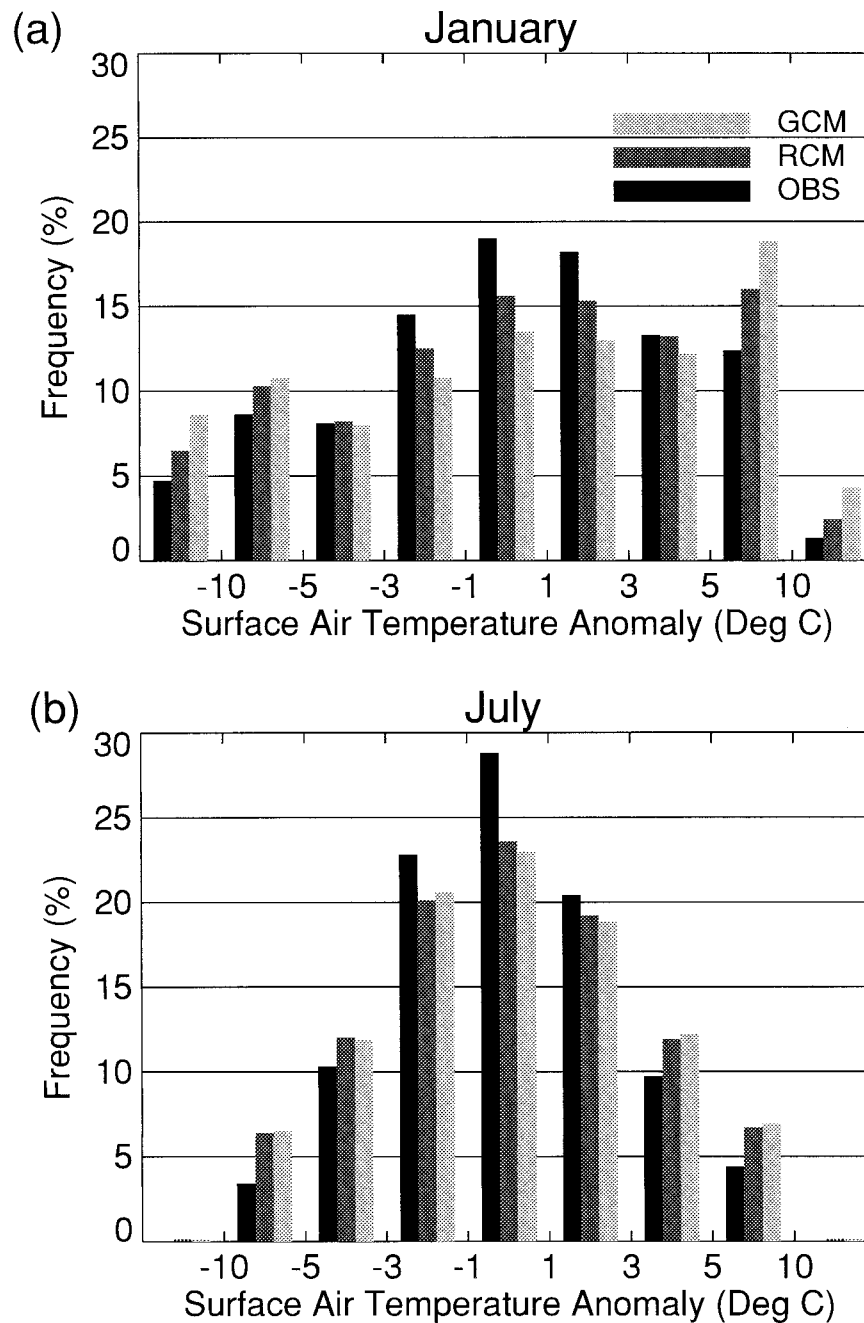 (a) January
30
25
20
15
10
5
0
Frequency (%)
GCM
RCM
OBS
-10 -5 -3 -1 1 3 5 10
Surface Air Temperature Anomaly (Deg C)
(b) July
30
25
20
15
10
5
0
Frequency (%)
-10 -5 -3 -1 1 3 5 10
Surface Air Temperature Anomaly (Deg C)